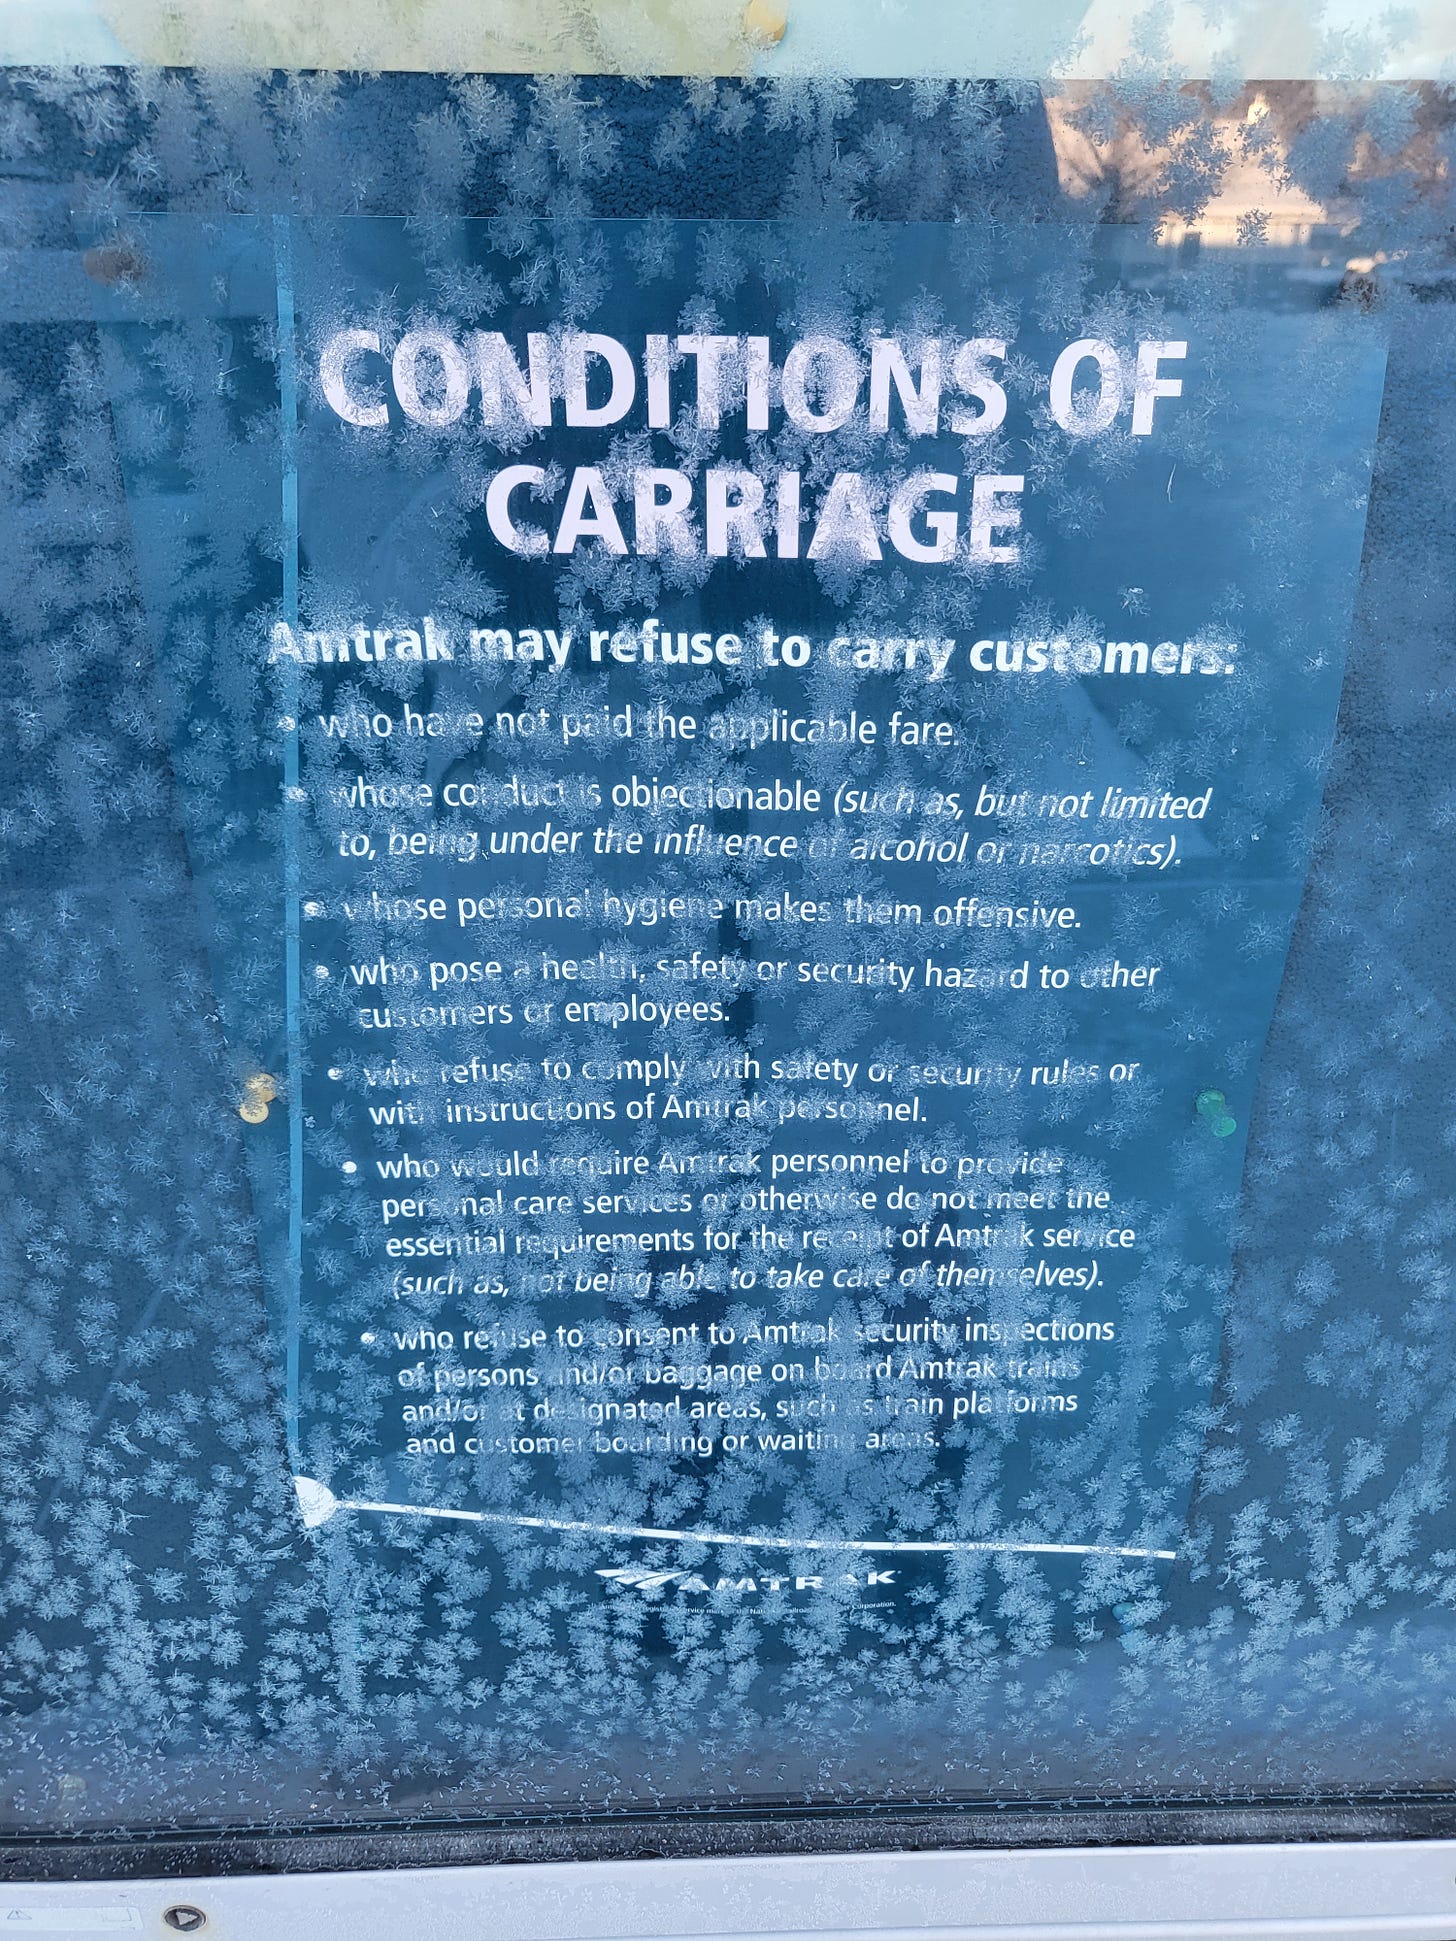 CONDITIONS OF
CARRIAGE
Amtrak may refuse to carry customers:
• who have not paid the applicable fare.
• whose conduct is objectionable (such as, but not limited
to, being under the influence of alcohol or narcotics).
• whose personal hygiene makes them offensive.
• who pose a health, safety or security hazard to other
customers or employees.
• who refuse to comply with safety or security rules or
with instructions of Amtrak personnel.
• who would require Amtrak personnel to provide
personal care services or otherwise do not meet the
essential requirements for the receipt of Amtrak service
(such as, not being able to take care of themselves).
• who refuse to consent to Amtrak security inspections
of persons and/or baggage on board Amtrak trains
and/or at designated areas, such as train platforms
and customer boarding or waiting areas.
AMTRAK
service Corporation.